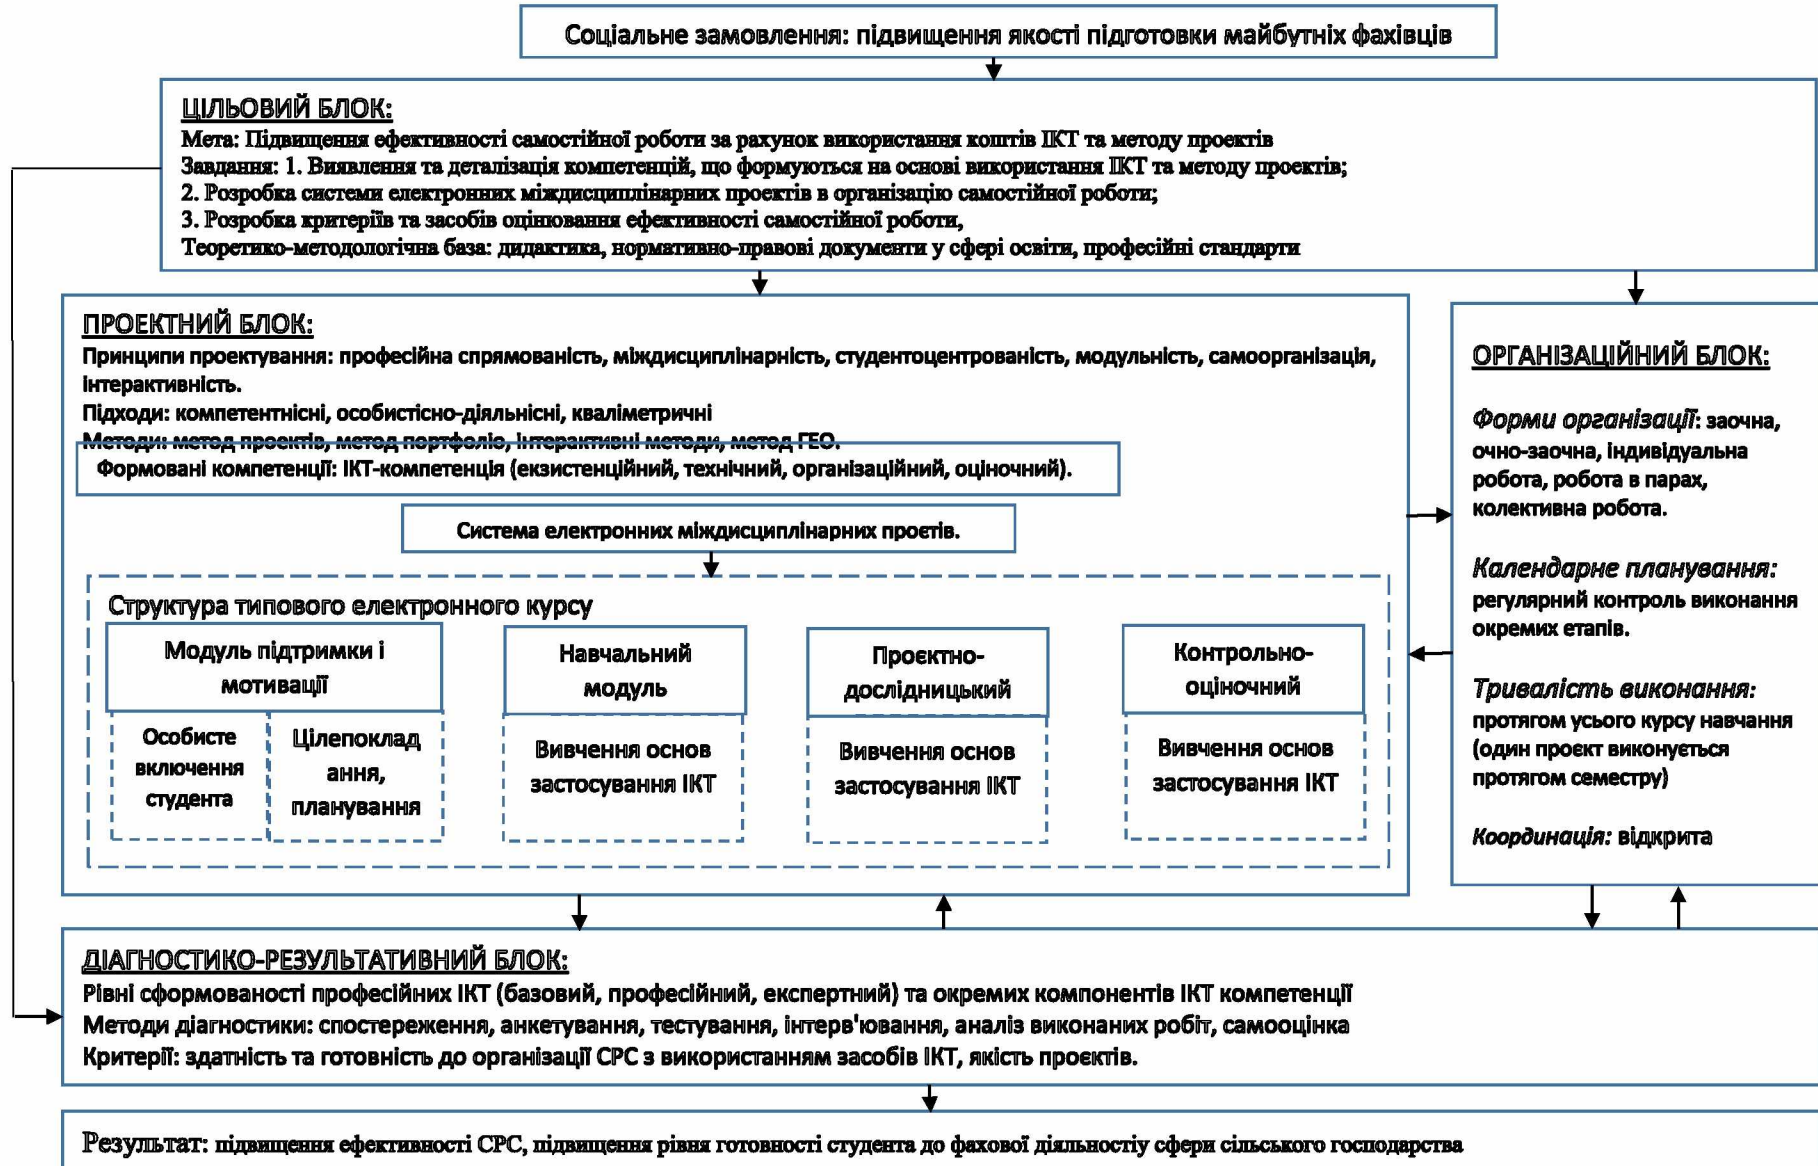 Соціальне замовлення: підвищення якості підготовки майбутніх фахівців
ЦІЛЬОВИЙ БЛОК:
Мета: Підвищення ефективності самостійної роботи за рахунок використання коштів ІКТ та методу проектів
Завдання: 1. Виявлення та деталізація компетенцій, що формуються на основі використання ІКТ та методу проектів;
2. Розробка системи електронних міждисциплінарних проектів в організацію самостійної роботи;
3. Розробка критеріїв та засобів оцінювання ефективності самостійної роботи,
Теоретико-методологічна база: дидактика, нормативно-правові документи у сфері освіти, професійні стандарти
ПРОЕКТНИЙ БЛОК:
Принципи проектування: професійна спрямованість, міждисциплінарність, студентоцентрованість, модульність, самоорганізація,
інтерактивність.
Підходи: компетентнісні, особистісно-діяльнісні, кваліметричні
Методи: метод проектів, метод портфоліо, інтерактивні методи, метод ГЕО.
Формовані компетенції: ІКТ-компетенція (екзистенційний, технічний, організаційний, оціночний).
Система електронних міждисциплінарних проєтів.
Структура типового електронного курсу
Модуль підтримки і
мотивації
Особисте
включення
студента
Цілепоклад
ання,
планування
Навчальний
модуль
Вивчення основ
застосування ІКТ
Проєктно-
дослідницький
Вивчення основ
застосування ІКТ
Контрольно-
оціночний
Вивчення основ
застосування ІКТ
ОРГАНІЗАЦІЙНИЙ БЛОК:
Форми організації: заочна,
очно-заочна, індивідуальна
робота, робота в парах,
колективна робота.
Календарне планування:
регулярний контроль виконання
окремих етапів.
Тривалість виконання:
протягом усього курсу навчання
(один проєкт виконується
протягом семестру)
Координація: відкрита
ДІАГНОСТИКО-РЕЗУЛЬТАТИВНИЙ БЛОК:
Рівні сформованості професійних ІКТ (базовий, професійний, експертний) та окремих компонентів ІКТ компетенції
Методи діагностики: спостереження, анкетування, тестування, інтерв'ювання, аналіз виконаних робіт, самооцінка
Критерії: здатність та готовність до організації СРС з використанням засобів ІКТ, якість проєктів.
Результат: підвищення ефективності СРС, підвищення рівня готовності студента до фахової діяльностіу сфери сільського господарства